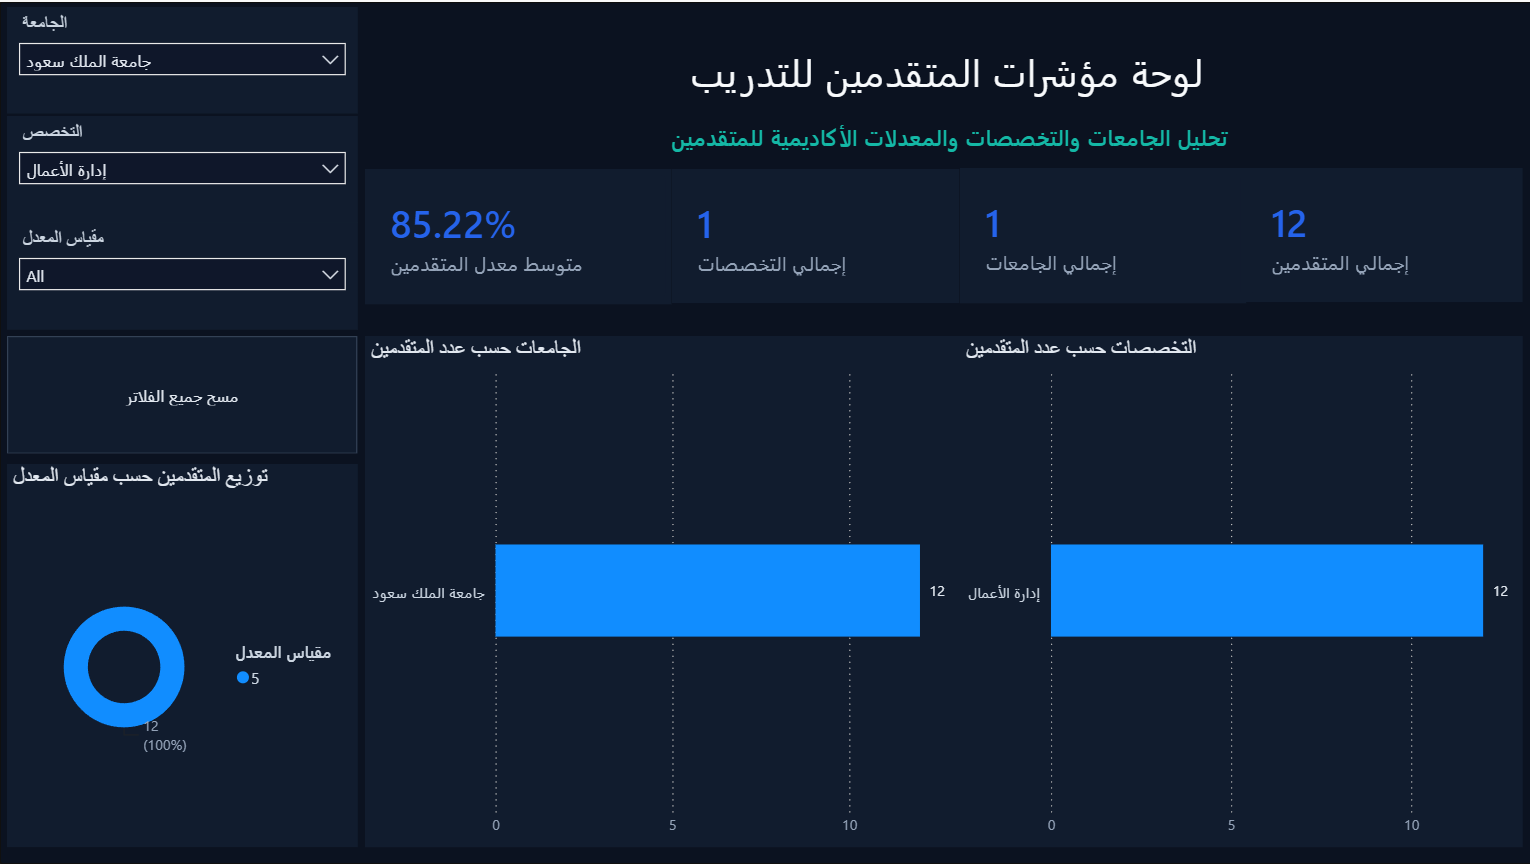 لوحة مؤشرات المتقدمين للتدريب
تحليل الجامعات والتخصصات والمعدلات الأكاديمية للمتقدمين
الجامعة
جامعة الملك سعود
التخصص
إدارة الأعمال
مقياس المعدل
All
مسح جميع الفلاتر
12
إجمالي المتقدمين
1
إجمالي الجامعات
1
إجمالي التخصصات
85.22%
متوسط معدل المتقدمين
التخصصات حسب عدد المتقدمين
إدارة الأعمال
12
0 5 10
الجامعات حسب عدد المتقدمين
جامعة الملك سعود
12
0 5 10
توزيع المتقدمين حسب مقياس المعدل
مقياس المعدل
5
12
(100%)